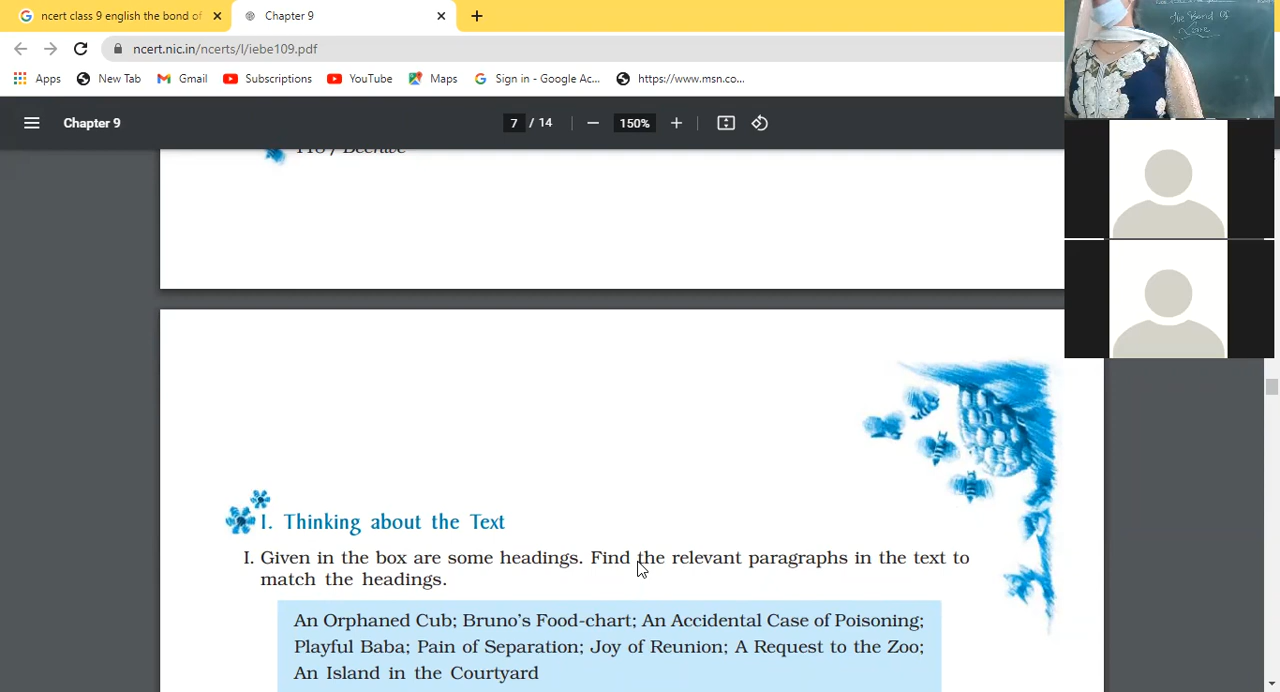 ncert class 9 english the bond of
Chapter 9
ncert.nic.in/ncerts/l/iebe109.pdf
Apps
New Tab
Gmail
Subscriptions
YouTube
Maps
Sign in - Google Ac...
https://www.msn.co...
Chapter 9
7 / 14
150%
The Bond Of
Love
I. Thinking about the Text
I. Given in the box are some headings. Find the relevant paragraphs in the text to
match the headings.
An Orphaned Cub; Bruno's Food-chart; An Accidental Case of Poisoning;
Playful Baba; Pain of Separation; Joy of Reunion; A Request to the Zoo;
An Island in the Courtyard